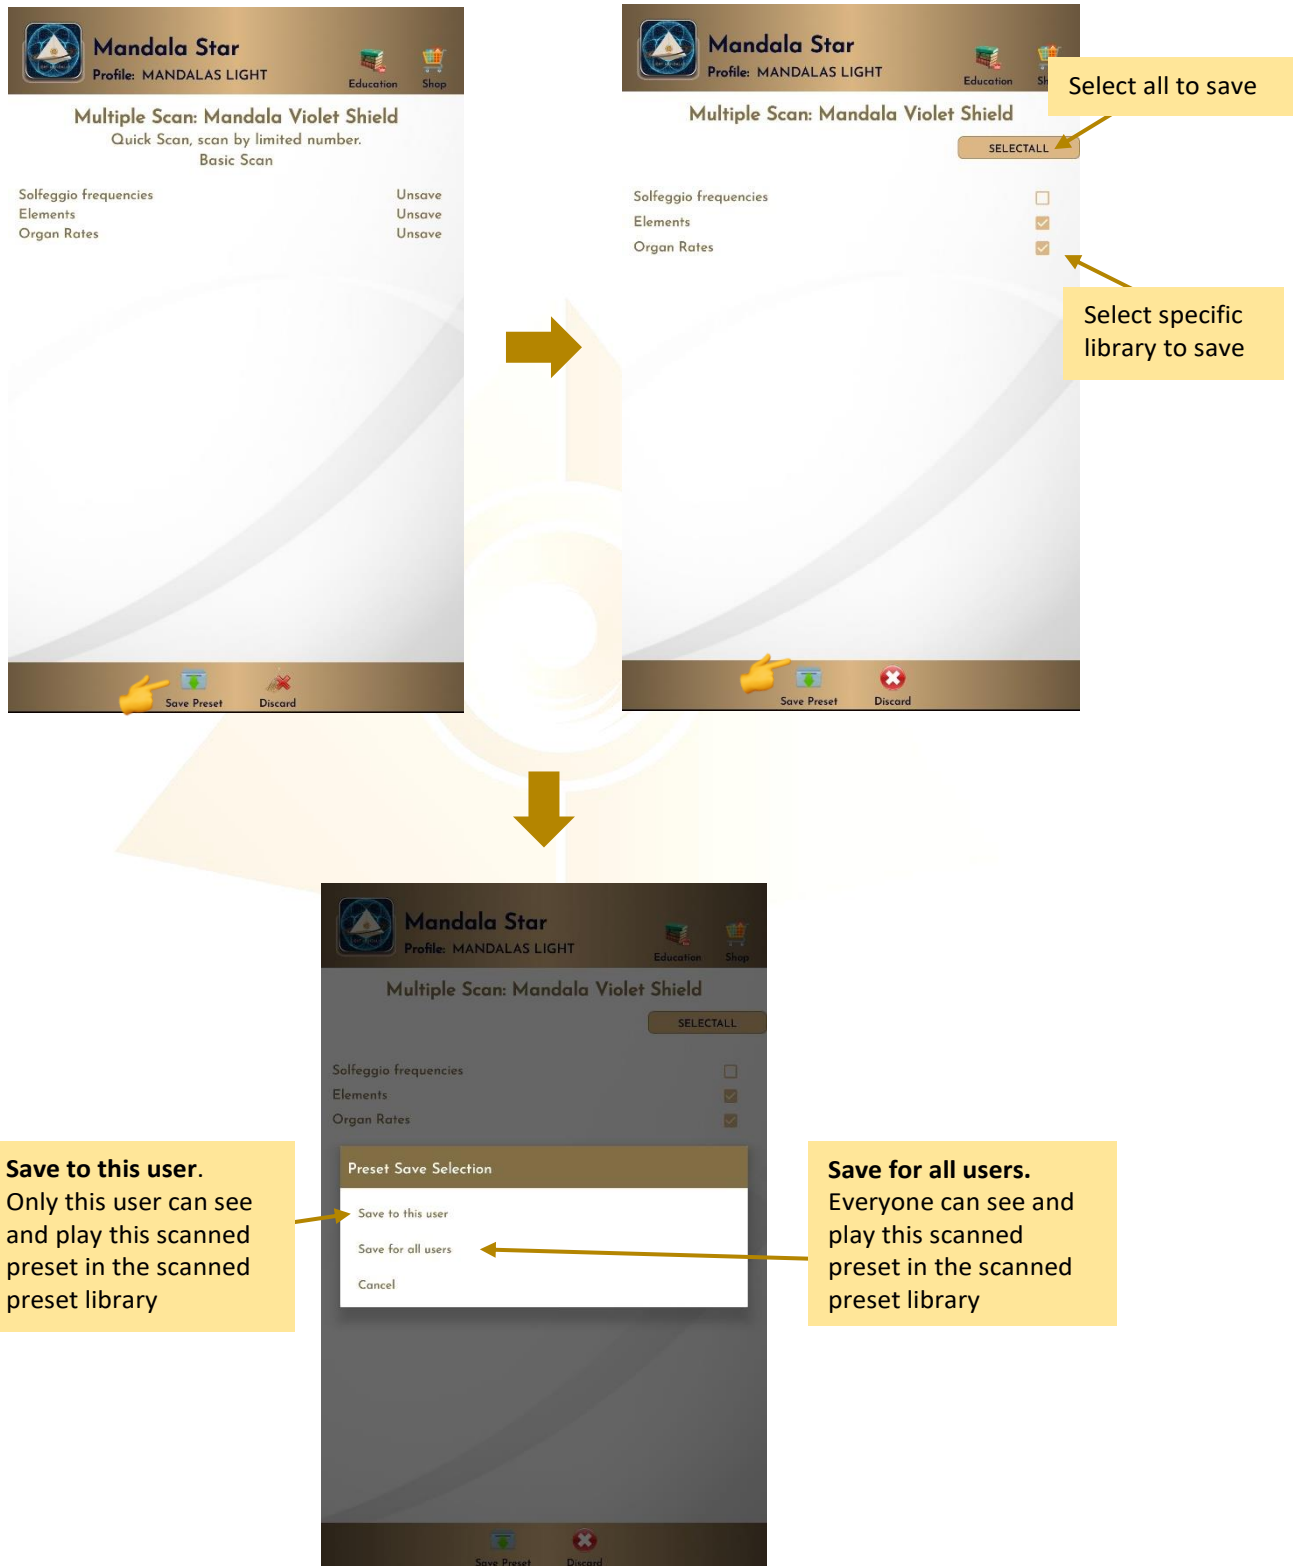 Mandala Star
Profile: MANDALAS LIGHT
Education
Shop
Multiple Scan: Mandala Violet Shield
Quick Scan, scan by limited number.
Basic Scan
Solfeggio frequencies Unsave
Elements Unsave
Organ Rates Unsave
Save Preset
Discard
Mandala Star
Profile: MANDALAS LIGHT
Education
Select all to save
Multiple Scan: Mandala Violet Shield
SELECTALL
Solfeggio frequencies
Elements
Organ Rates
Select specific
library to save
Save Preset
Discard
Mandala Star
Profile: MANDALAS LIGHT
Education
Shop
Multiple Scan: Mandala Violet Shield
SELECTALL
Solfeggio frequencies
Elements
Organ Rates
Preset Save Selection
Save to this user
Save for all users
Cancel
Save to this user.
Only this user can see
and play this scanned
preset in the scanned
preset library
Save for all users.
Everyone can see and
play this scanned
preset in the scanned
preset library
Save Preset
Discard